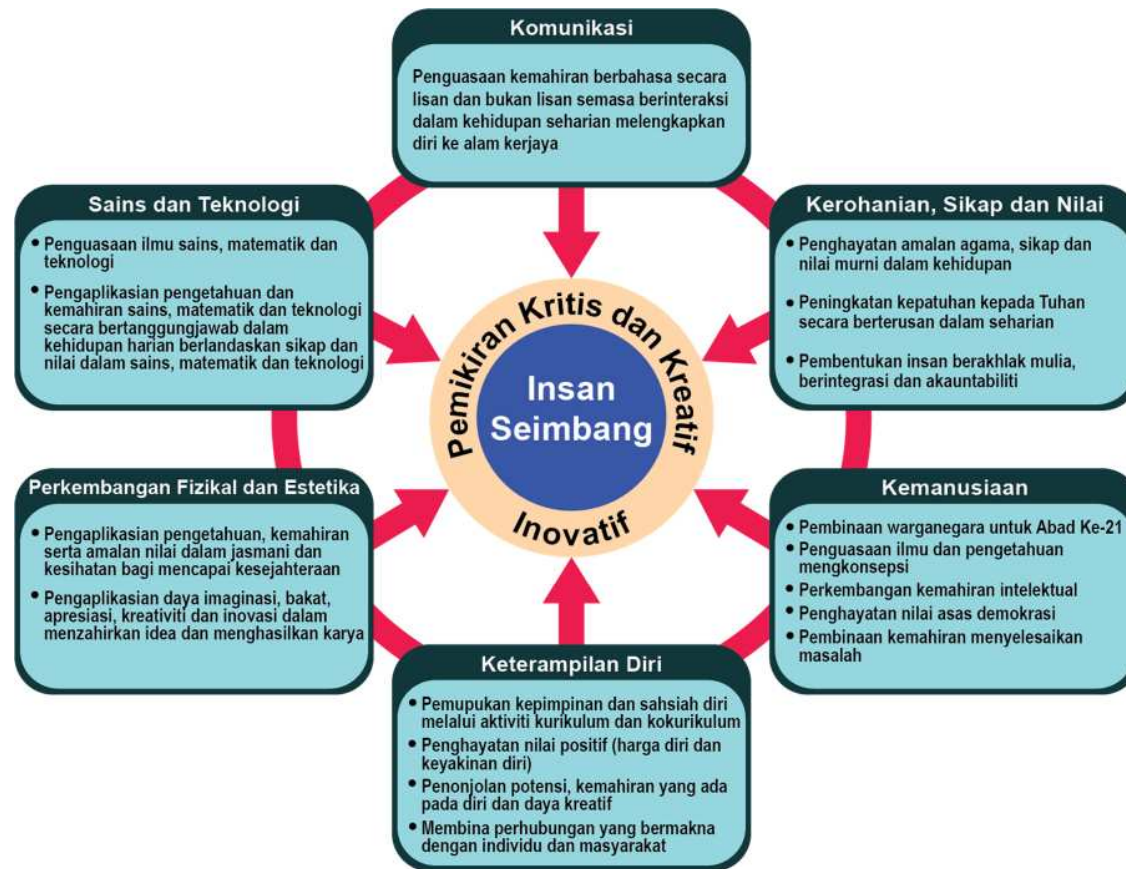 Komunikasi
Penguasaan kemahiran berbahasa secara
lisan dan bukan lisan semasa berinteraksi
dalam kehidupan seharian melengkapkan
diri ke alam kerjaya
Sains dan Teknologi
• Penguasaan ilmu sains, matematik dan
teknologi
• Pengaplikasian pengetahuan dan
kemahiran sains, matematik dan teknologi
secara bertanggungjawab dalam
kehidupan harian berlandaskan sikap dan
nilai dalam sains, matematik dan teknologi
Kerohanian, Sikap dan Nilai
• Penghayatan amalan agama, sikap dan
nilai murni dalam kehidupan
• Peningkatan kepatuhan kepada Tuhan
secara berterusan dalam seharian
• Pembentukan insan berakhlak mulia,
berintegrasi dan akauntabiliti
Pemikiran Kritis dan Kreatif
Insan
Seimbang
Inovatif
Perkembangan Fizikal dan Estetika
• Pengaplikasian pengetahuan, kemahiran
serta amalan nilai dalam jasmani dan
kesihatan bagi mencapai kesejahteraan
• Pengaplikasian daya imaginasi, bakat,
apresiasi, kreativiti dan inovasi dalam
menzahirkan idea dan menghasilkan karya
Kemanusiaan
• Pembinaan warganegara untuk Abad Ke-21
• Penguasaan ilmu dan pengetahuan
mengkonsepsi
• Perkembangan kemahiran intelektual
• Penghayatan nilai asas demokrasi
• Pembinaan kemahiran menyelesaikan
masalah
Keterampilan Diri
• Pemupukan kepimpinan dan sahsiah diri
melalui aktiviti kurikulum dan kokurikulum
• Penghayatan nilai positif (harga diri dan
keyakinan diri)
• Penonjolan potensi, kemahiran yang ada
pada diri dan daya kreatif
• Membina perhubungan yang bermakna
dengan individu dan masyarakat